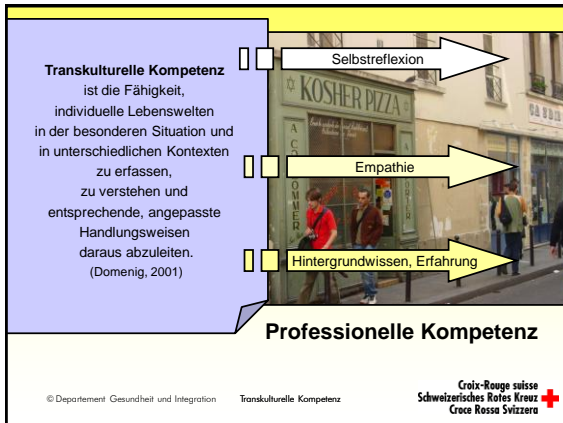 Transkulturelle Kompetenz
ist die Fähigkeit,
individuelle Lebenswelten
in der besonderen Situation und
in unterschiedlichen Kontexten
zu erfassen,
zu verstehen und
entsprechende, angepasste
Handlungsweisen
daraus abzuleiten.
(Domenig, 2001)
Selbstreflexion
KOSHER PIZZA
Empathie
Hintergrundwissen, Erfahrung
Professionelle Kompetenz
© Departement Gesundheit und Integration
Transkulturelle Kompetenz
Croix-Rouge suisse
Schweizerisches Rotes Kreuz
Croce Rossa Svizzera